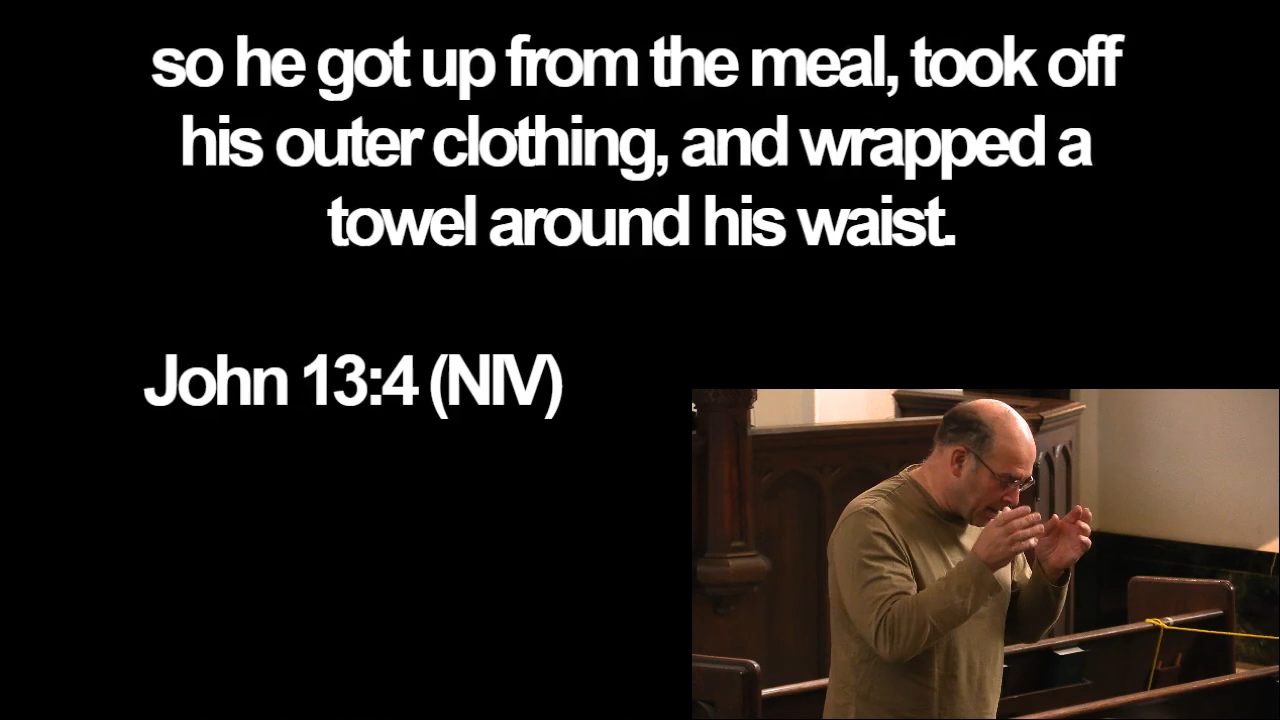 so he got up from the meal, took off
his outer clothing, and wrapped a
towel around his waist.
John 13:4 (NIV)